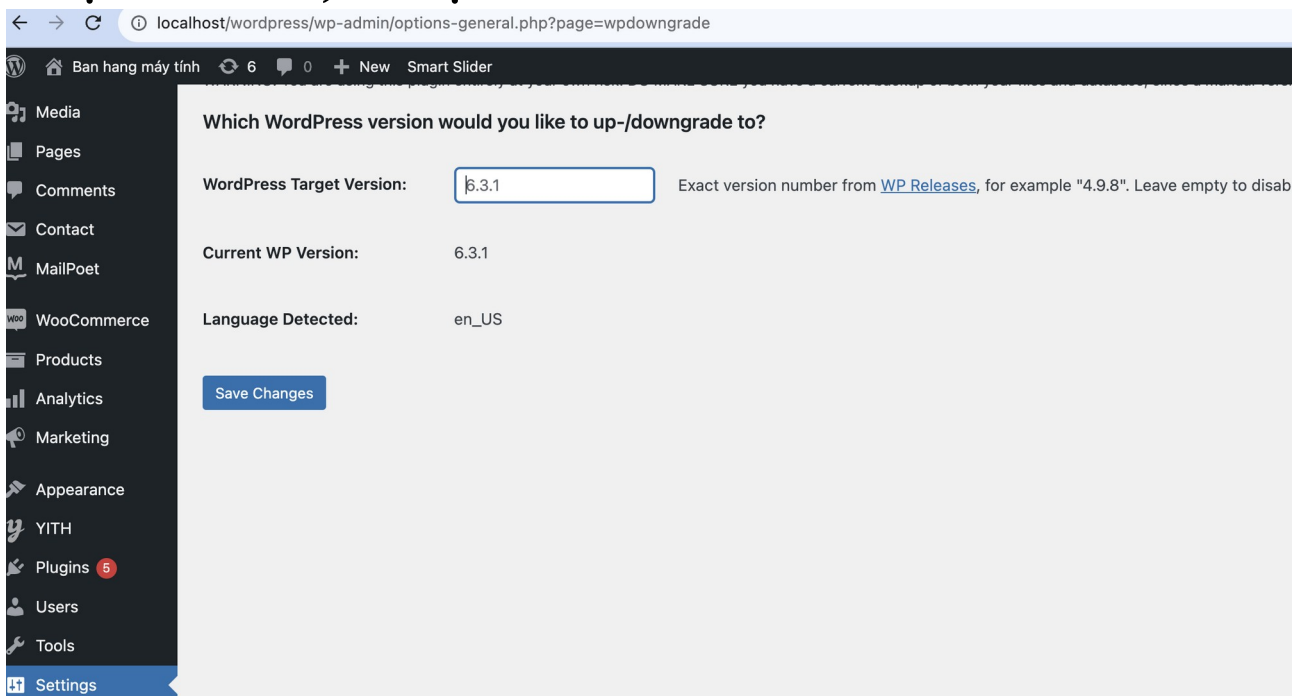 localhost/wordpress/wp-admin/options-general.php?page=wpdowngrade
Ban hang máy tính 6 0 + New Smart Slider
Media
Pages
Comments
Contact
MailPoet
WooCommerce
Products
Analytics
Marketing
Appearance
YITH
Plugins 5
Users
Tools
Settings
Which WordPress version would you like to up-/downgrade to?
WordPress Target Version: 6.3.1 Exact version number from WP Releases, for example "4.9.8". Leave empty to disab
Current WP Version: 6.3.1
Language Detected: en_US
Save Changes